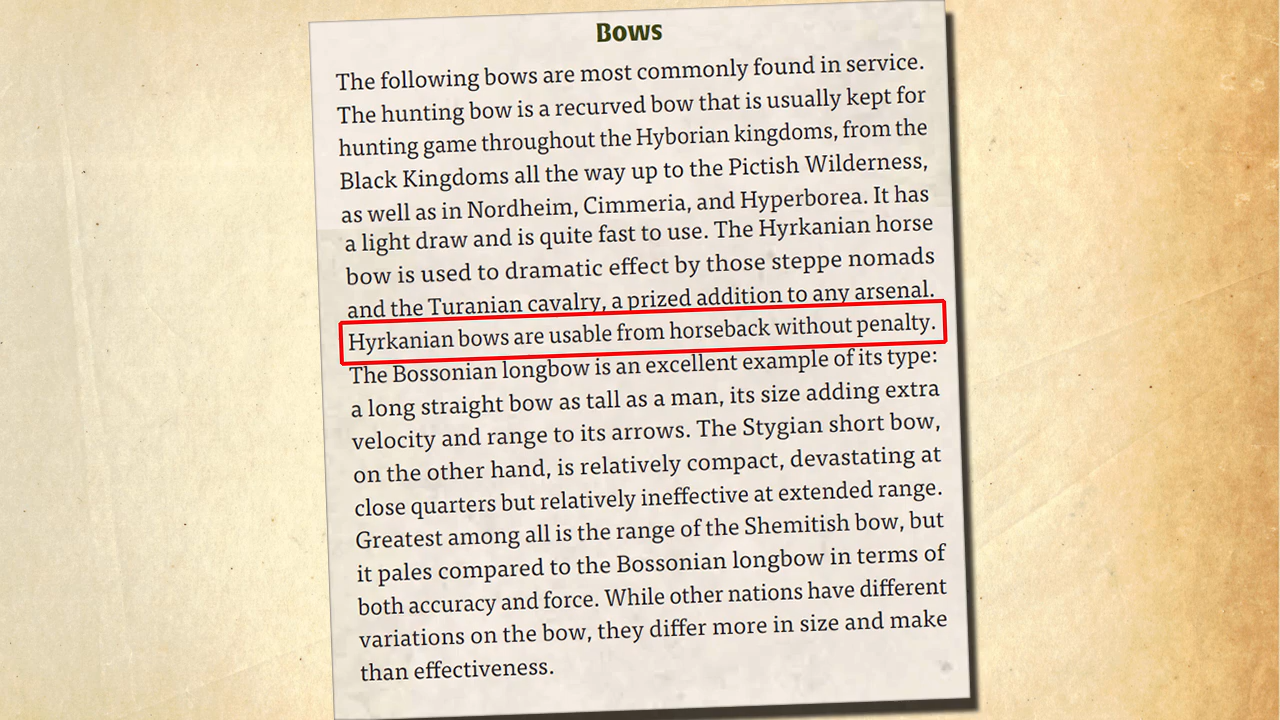 Bows
The following bows are most commonly found in service.
The hunting bow is a recurved bow that is usually kept for
hunting game throughout the Hyborian kingdoms, from the
Black Kingdoms all the way up to the Pictish Wilderness,
as well as in Nordheim, Cimmeria, and Hyperborea. It has
a light draw and is quite fast to use. The Hyrkanian horse
bow is used to dramatic effect by those steppe nomads
and the Turanian cavalry, a prized addition to any arsenal.
Hyrkanian bows are usable from horseback without penalty.
The Bossonian longbow is an excellent example of its type:
a long straight bow as tall as a man, its size adding extra
velocity and range to its arrows. The Stygian short bow,
on the other hand, is relatively compact, devastating at
close quarters but relatively ineffective at extended range.
Greatest among all is the range of the Shemitish bow, but
it pales compared to the Bossonian longbow in terms of
both accuracy and force. While other nations have different
variations on the bow, they differ more in size and make
than effectiveness.